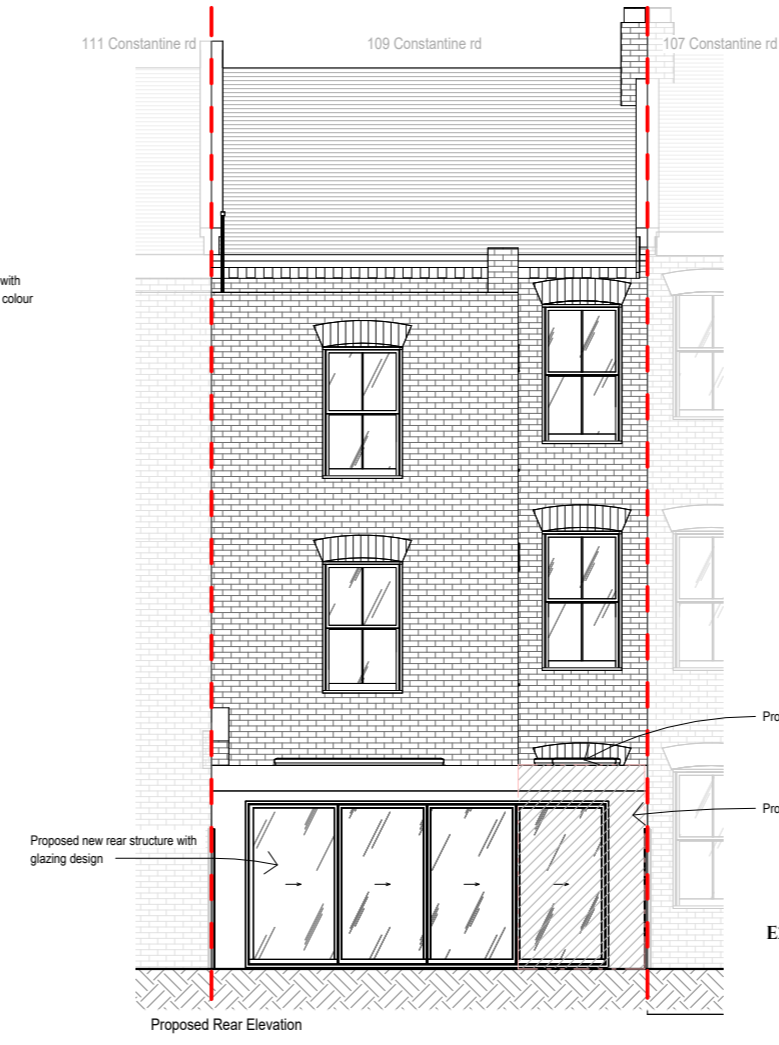 111 Constantine rd
109 Constantine rd
107 Constantine rd
with
colour
Pro
Pro
Proposed new rear structure with
glazing design
Proposed Rear Elevation